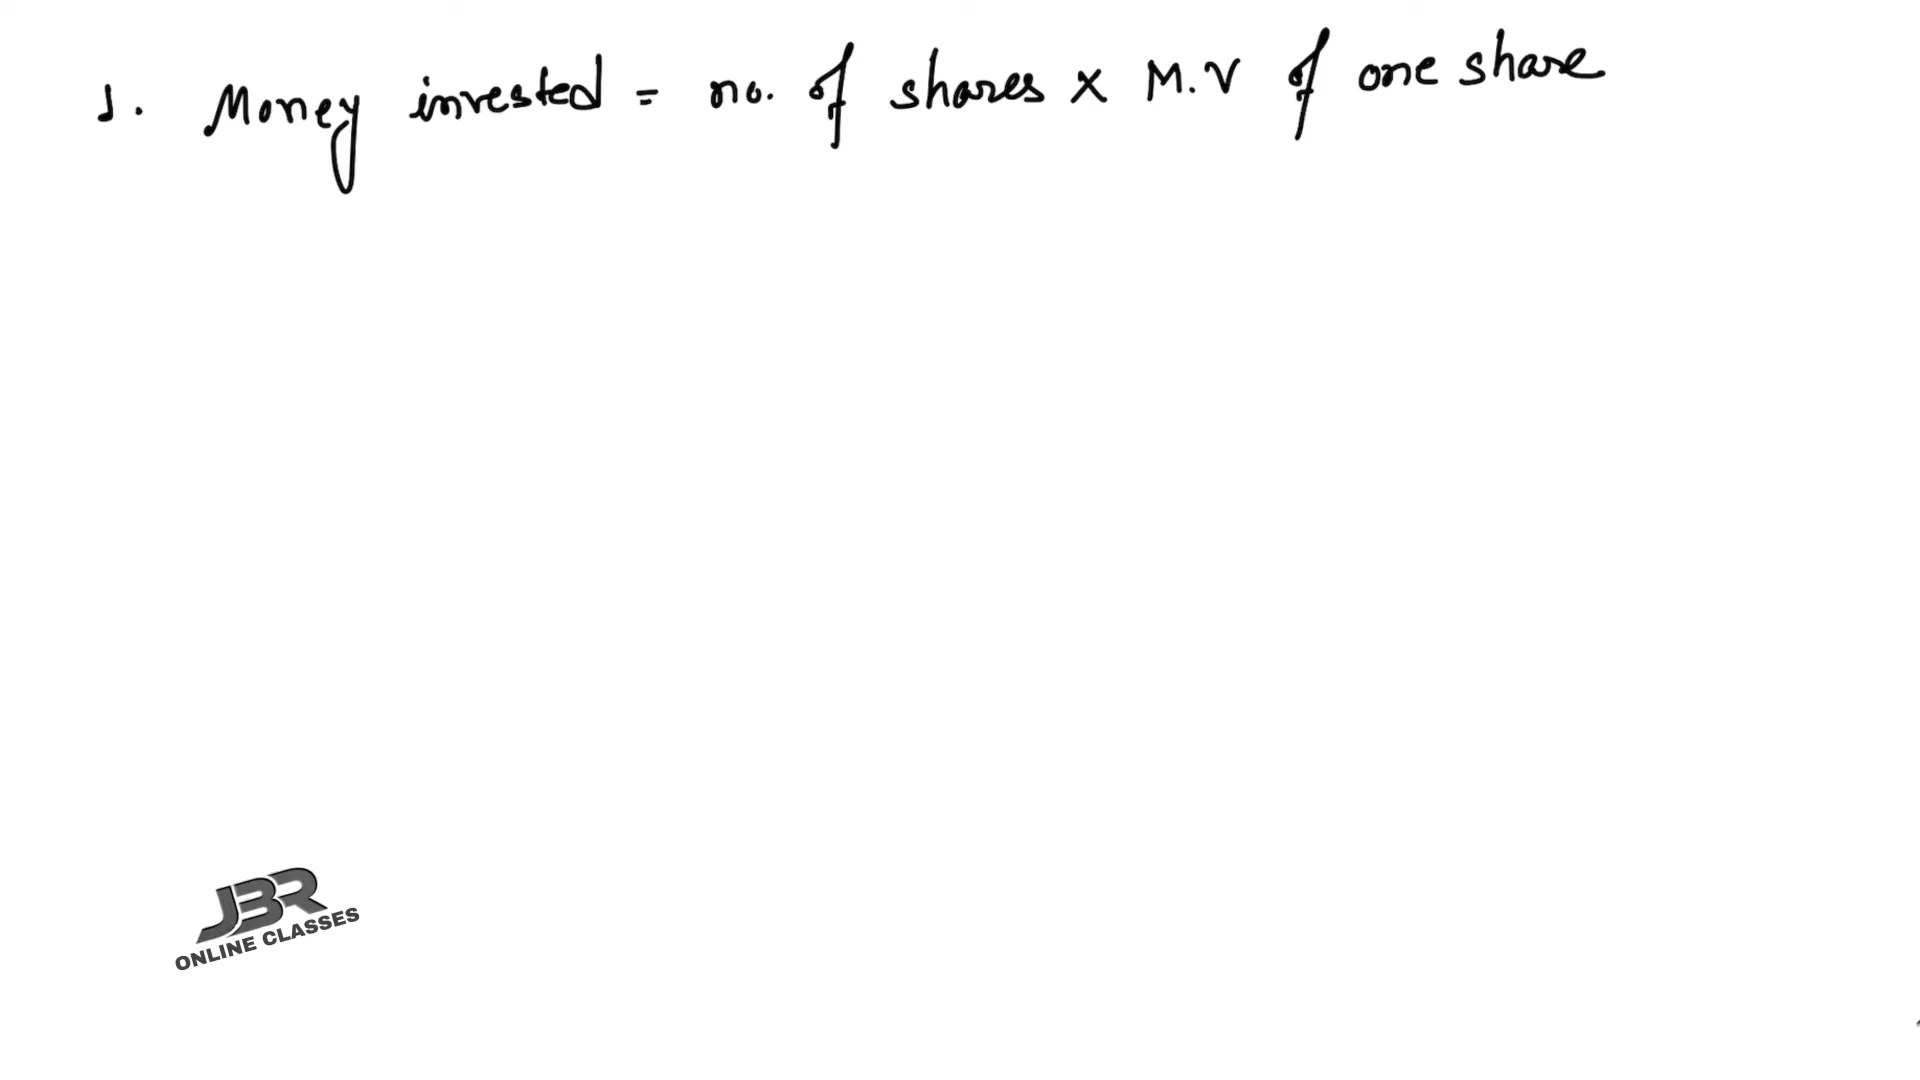 1. Money invested = no. of shares x M.V of one share
JBR
ONLINE CLASSES